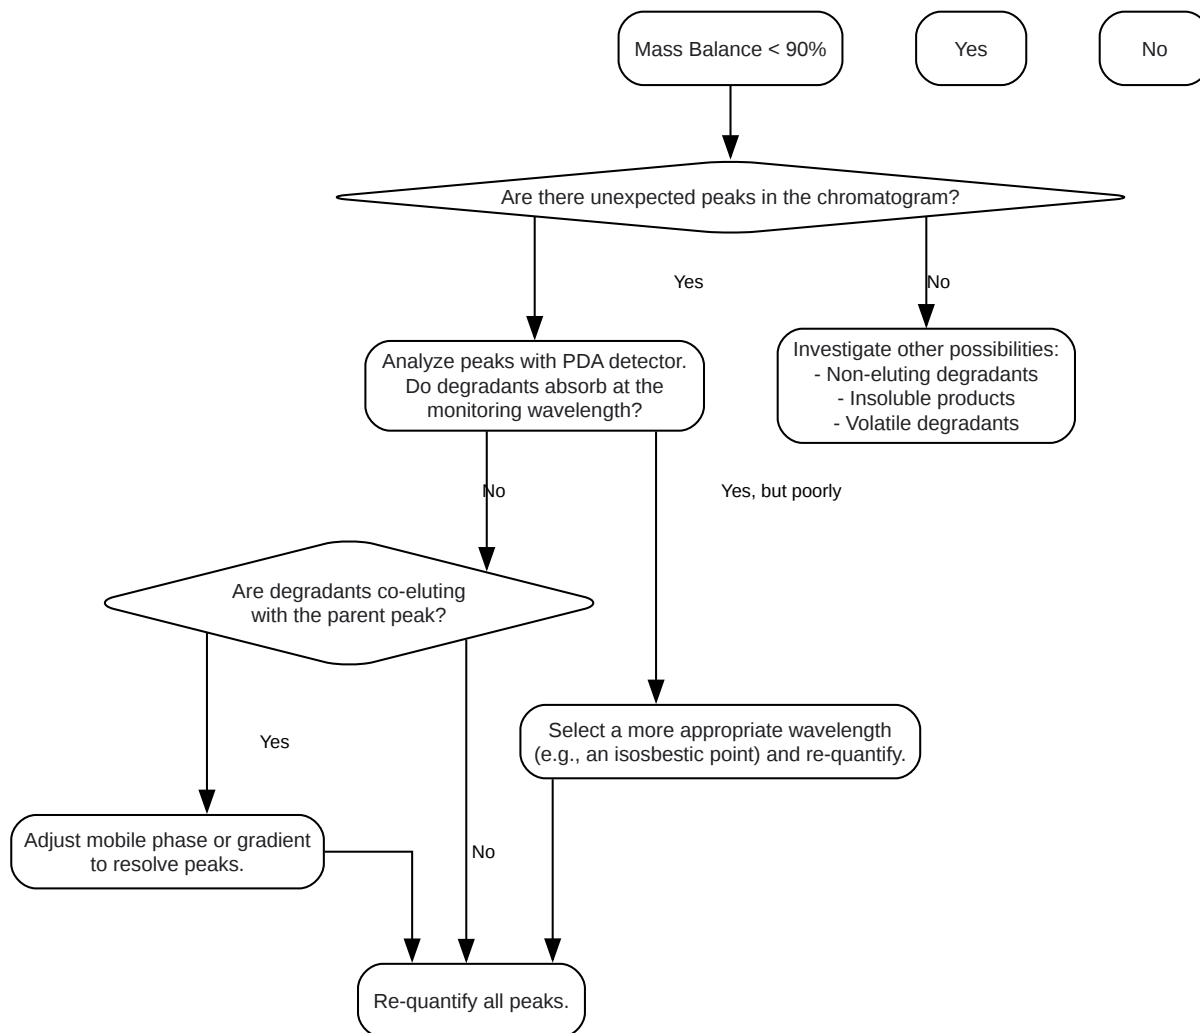 Mass Balance < 90%
Yes
No
Are there unexpected peaks in the chromatogram?
Yes
No
Analyze peaks with PDA detector.
Do degradants absorb at the
monitoring wavelength?
Investigate other possibilities:
- Non-eluting degradants
- Insoluble products
- Volatile degradants
No
Yes, but poorly
Are degradants co-eluting
with the parent peak?
Select a more appropriate wavelength
(e.g., an isosbestic point) and re-quantify.
Yes
Adjust mobile phase or gradient
to resolve peaks.
No
Re-quantify all peaks.